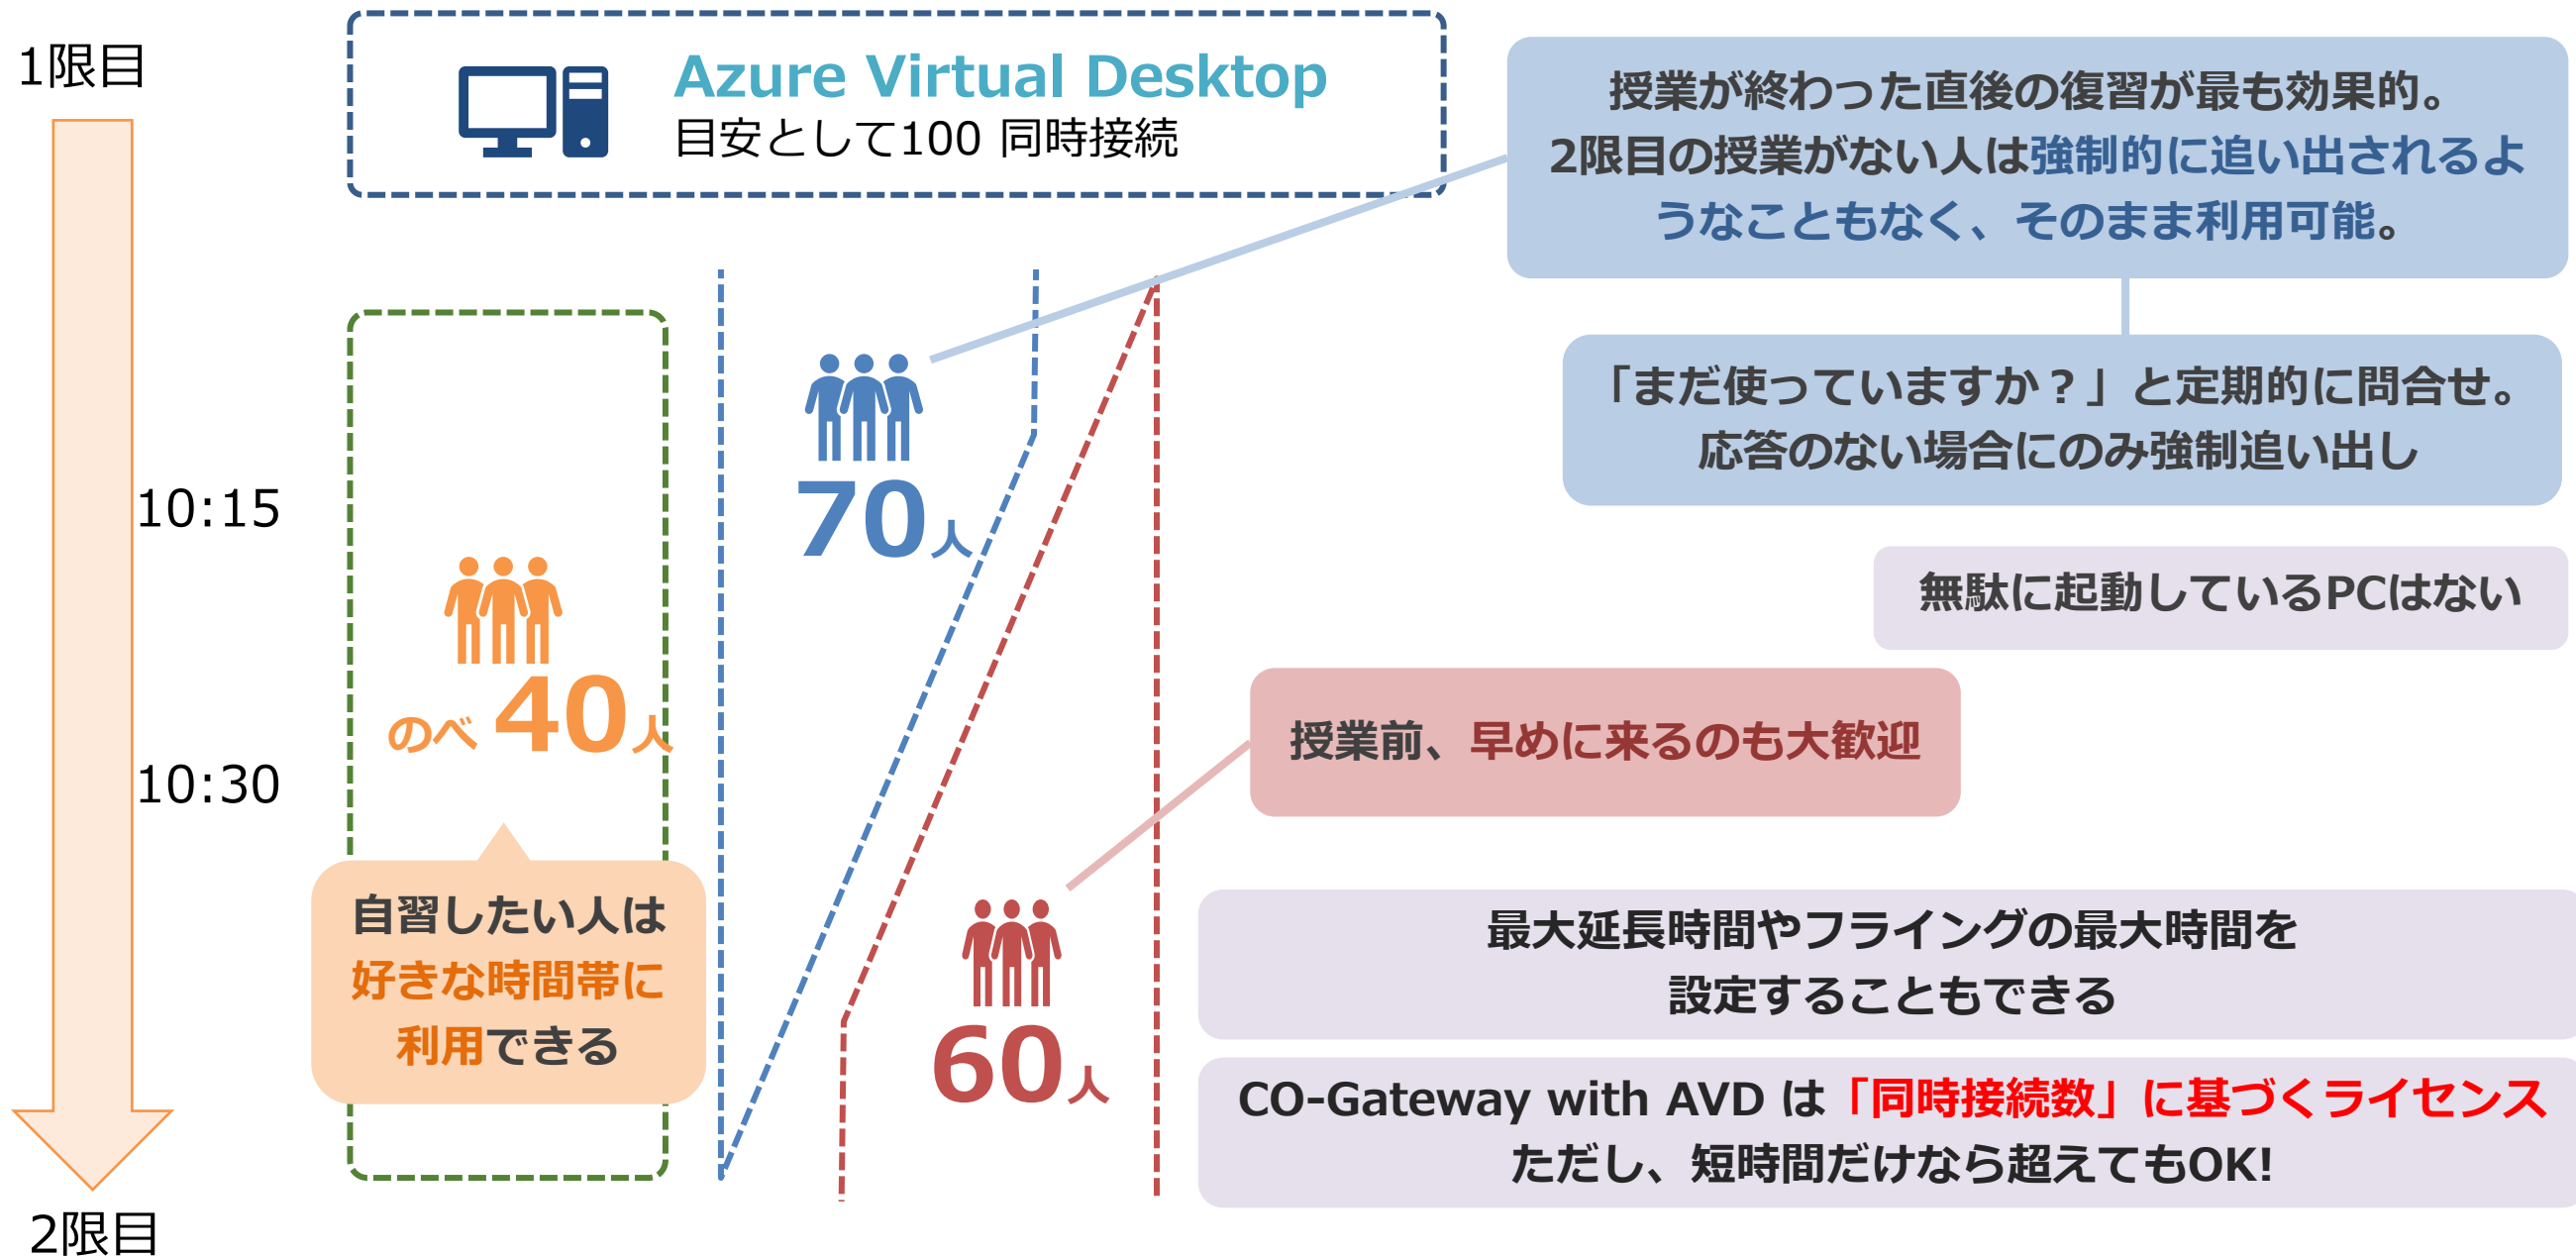 1限目
Azure Virtual Desktop
目安として100 同時接続
授業が終わった直後の復習が最も効果的。
2限目の授業がない人は強制的に追い出されるよ
うなこともなく、そのまま利用可能。
「まだ使っていますか？」と定期的に問合せ。
応答のない場合にのみ強制追い出し
10:15
70人
無駄に起動しているPCはない
のべ 40人
授業前、早めに来るのも大歓迎
10:30
自習したい人は
好きな時間帯に
利用できる
60人
最大延長時間やフライングの最大時間を
設定することもできる
CO-Gateway with AVD は「同時接続数」に基づくライセンス
ただし、短時間だけなら超えてもOK!
2限目